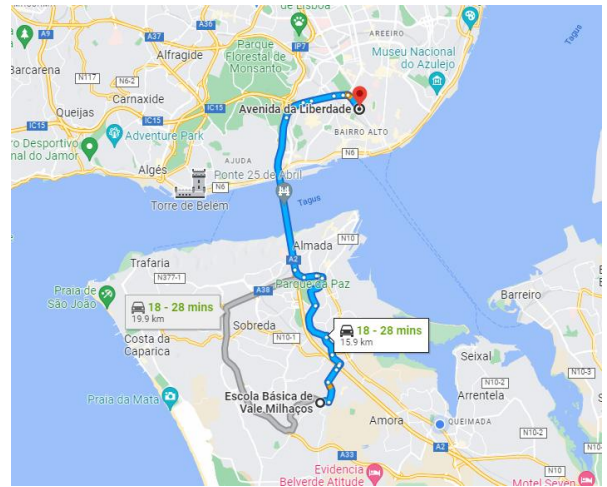 de Lisboa
A36
AREEIRO
A9
A37
IP7
Parque
Florestal de
Monsanto
Alfragide
Museu Nacional
do Azulejo
Tagus
Barcarena
N117
N6-2
Carnaxide
Queijas
IC15
IC15
IC15
Avenida da Liberdade
Adventure Park
BAIRRO ALTO
ro Desportivo
nal do Jamor
Algés
AJUDA
N6
N6
Ponte 25 de Abril
Torre de Belem
Tagus
Trafaria
Almada
N10
A2
N377-1
Parque da Paz
A38
Praia de
São João
Barreiro
18 - 28 mins
19.9 km
Sobreda
18 - 28 mins
15.9 km
Costa da
Caparica
N10-1
Seixal
Praia da Mata
Escola Básica de
Vale Milhaços
N10-2
N10-3
Arrentela
Amora
QUEIMADA
N10-2
A2
A33
N10-
Evidencia
Belverde Atitude
Motel Seven